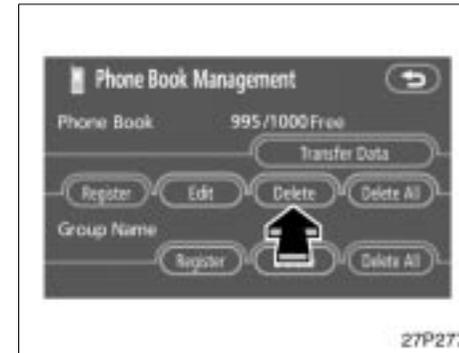 Phone Book Management
Phone Book 995/1000 Free
Transfer Data
Register Edit Delete Delete All
Group Name
Register Delete All
27P277